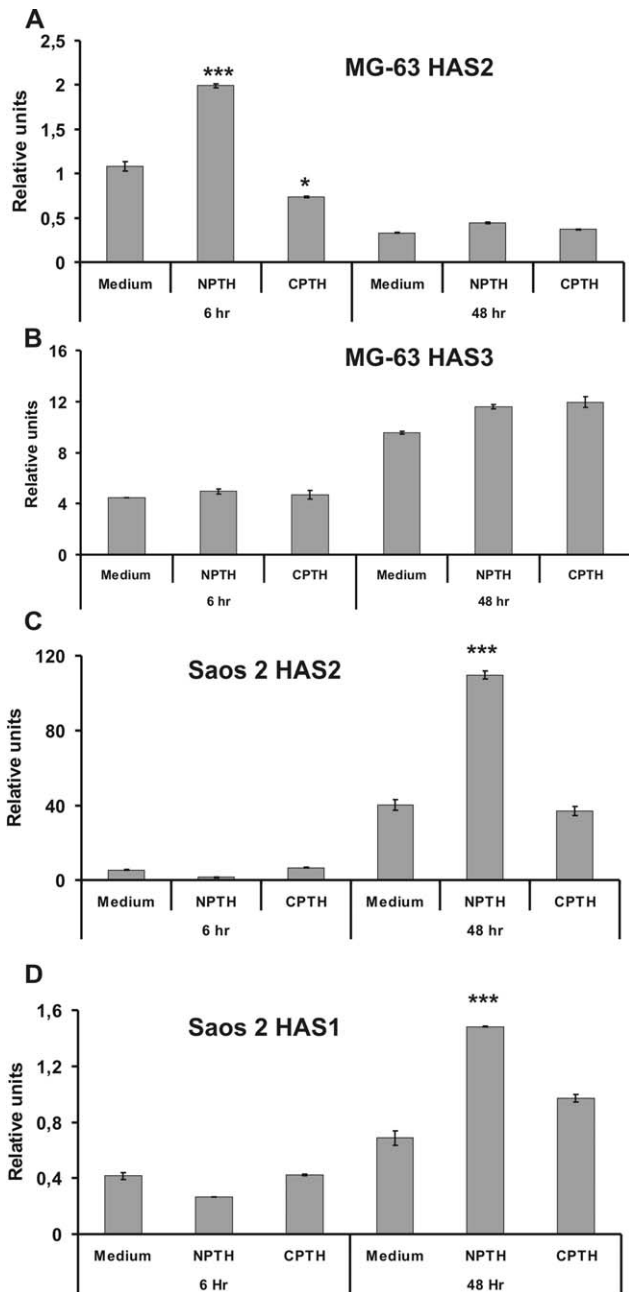 A
MG-63 HAS2
Relative units
2,5
2
1,5
1
0,5
0
***
*
Medium NPTH CPTH Medium NPTH CPTH
6 hr 48 hr
B
MG-63 HAS3
Relative units
16
12
8
4
0
Medium NPTH CPTH Medium NPTH CPTH
6 hr 48 hr
C
Saos 2 HAS2
Relative units
120
80
40
0
***
Medium NPTH CPTH Medium NPTH CPTH
6 hr 48 hr
D
Saos 2 HAS1
Relative units
1,6
1,2
0,8
0,4
0
***
Medium NPTH CPTH Medium NPTH CPTH
6 Hr 48 Hr